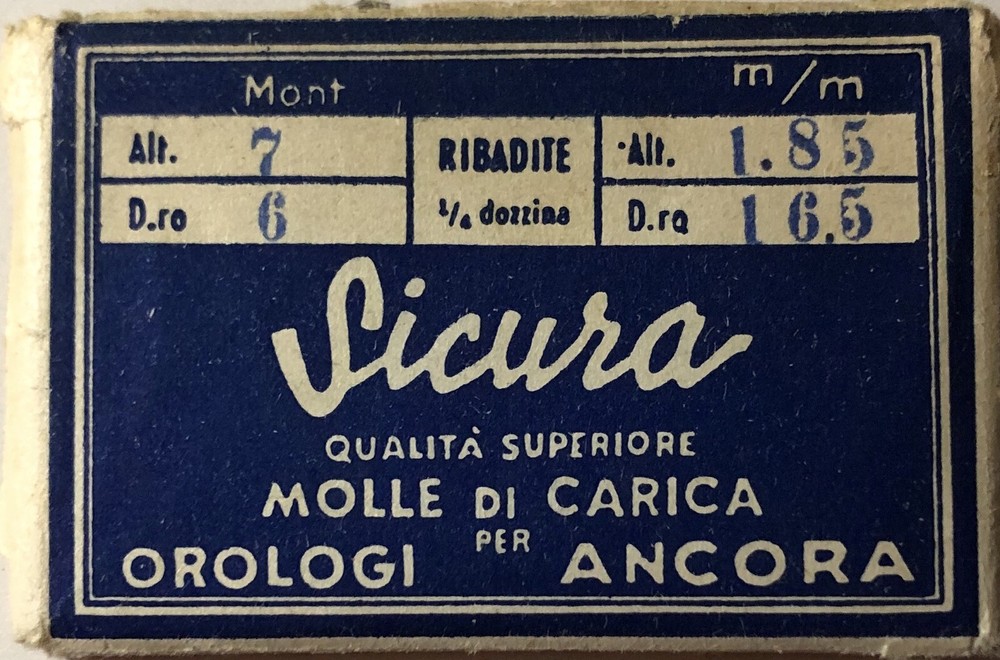 Mont m/m
Alt. 7 RIBADITE Alt. 1.85
D.ro 6 ¼ dozzina D.ro 16.5
Sicura
QUALITÀ SUPERIORE
MOLLE DI CARICA
PER
OROLOGI ANCORA